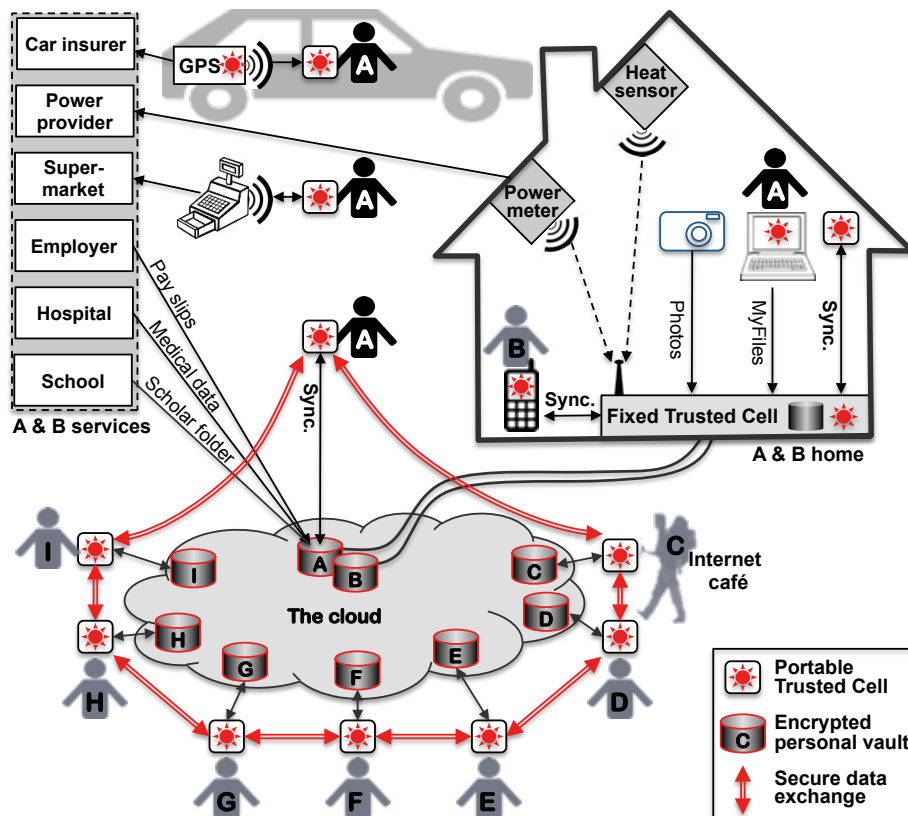 Car insurer
Power
provider
Super-
market
Employer
Hospital
School
A & B services
GPS
A
A
Pay slips
Medical data
Scholar folder
A
Sync.
Heat
sensor
Power
meter
A
B
Photos
MyFiles
Sync.
Sync.
Fixed Trusted Cell
A & B home
I
I
A
B
C
C
Internet
café
The cloud
D
H
G
F
E
H
D
G
F
E
Portable
Trusted Cell
C
Encrypted
personal vault
Secure data
exchange